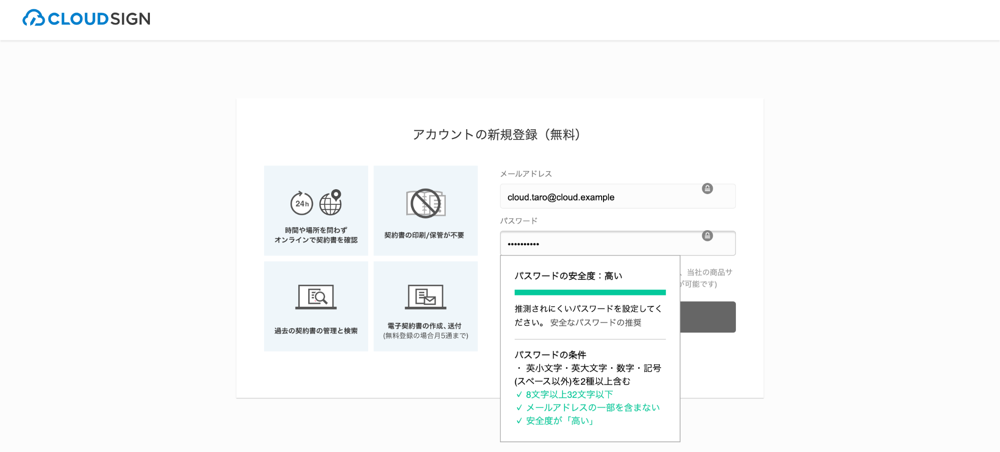 CLOUDSIGN
アカウントの新規登録（無料）
24h
時間や場所を問わず
オンラインで契約書を確認
契約書の印刷/保管が不要
過去の契約書の管理と検索
電子契約書の作成、送付
(無料登録の場合月5通まで)
メールアドレス
cloud.taro@cloud.example
パスワード
••••••••••
、当社の商品サ
が可能です)
パスワードの安全度：高い
推測されにくいパスワードを設定してく
ださい。 安全なパスワードの推奨
パスワードの条件
・ 英小文字・英大文字・数字・記号
(スペース以外)を2種以上含む
✓ 8文字以上32文字以下
✓ メールアドレスの一部を含まない
✓ 安全度が「高い」